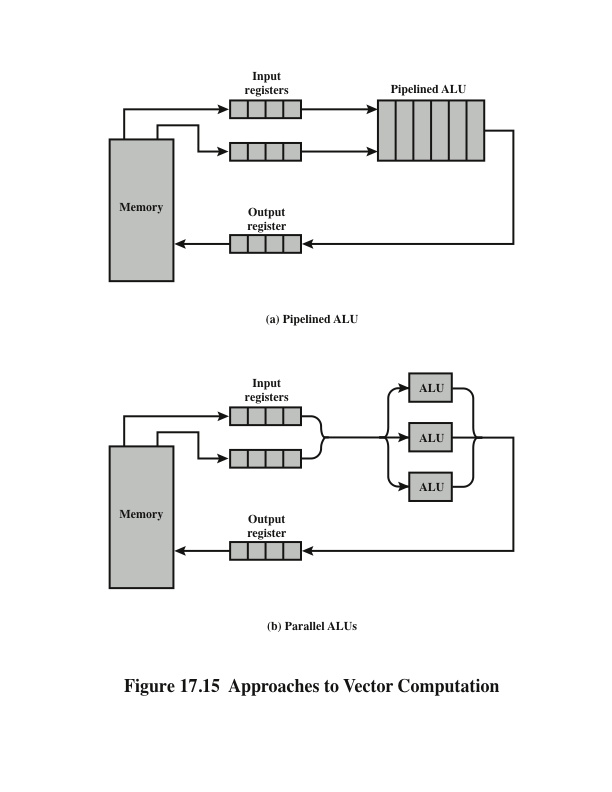 Input
registers
Pipelined ALU
Memory
Output
register
(a) Pipelined ALU
Input
registers
ALU
ALU
ALU
Memory
Output
register
(b) Parallel ALUs
Figure 17.15 Approaches to Vector Computation